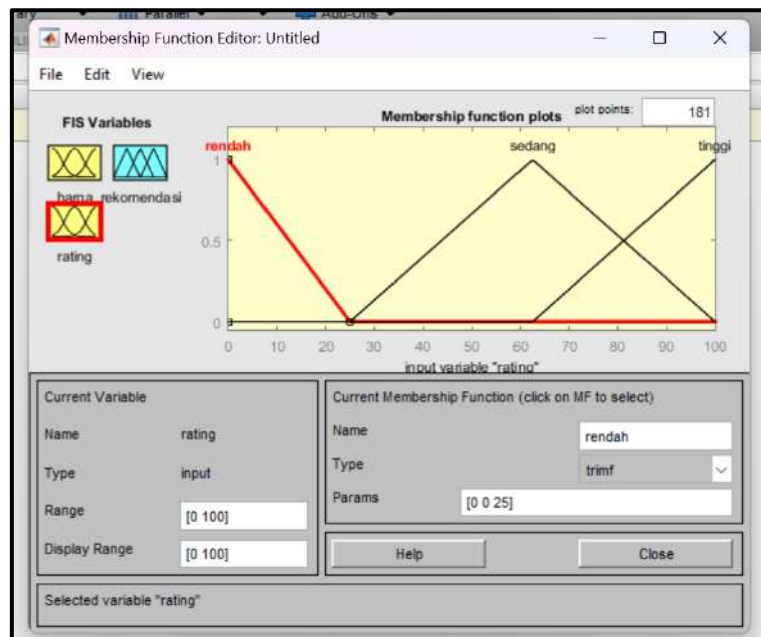 Parallel
Add-Ons
Membership Function Editor: Untitled
File Edit View
FIS Variables
Membership function plots
plot points:
181
rendah
sedang
tinggi
rekomendasi
rating
1
0.5
0
0 10 20 30 40 50 60 70 80 90 100
input variable "rating"
Current Variable
Name rating
Type input
Range [0 100]
Display Range [0 100]
Current Membership Function (click on MF to select)
Name rendah
Type trimf
Params [0 0 25]
Help
Close
Selected variable "rating"